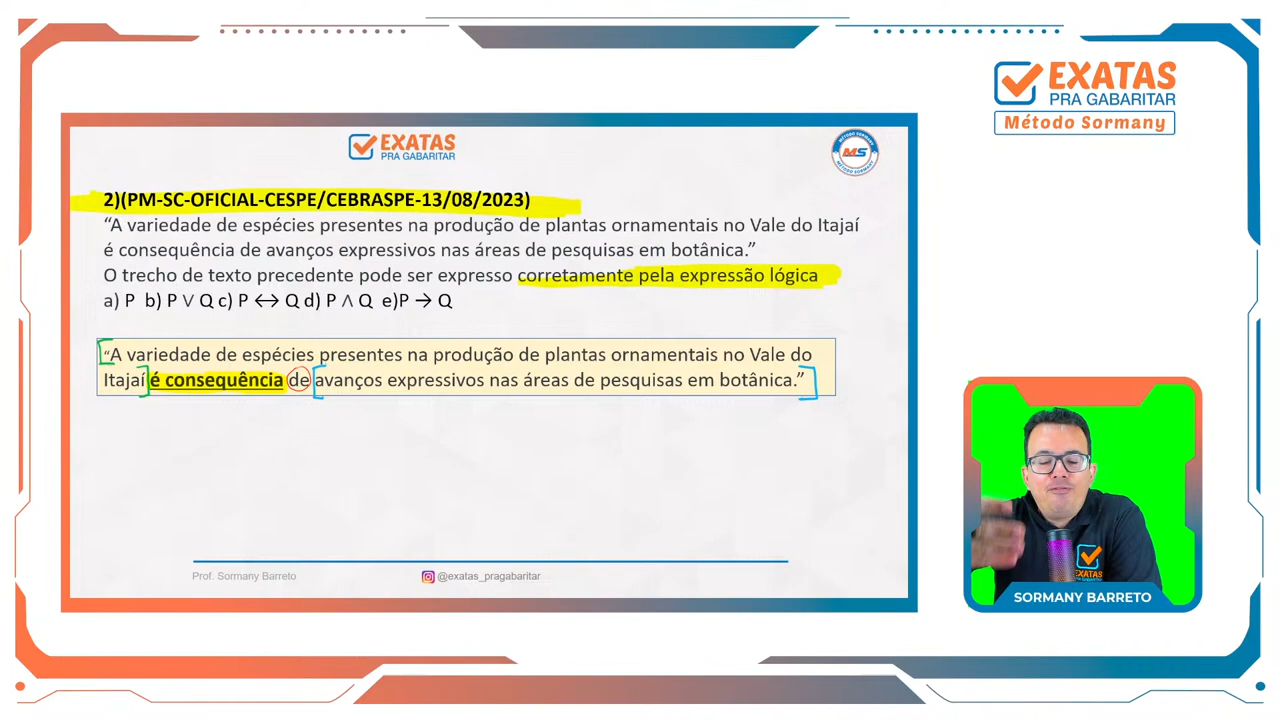 EXATAS
PRA GABARITAR
Método Sormany
EXATAS
PRA GABARITAR
MÉTODO SORMANY
MS
2)(PM-SC-OFICIAL-CESPE/CEBRASPE-13/08/2023)
“A variedade de espécies presentes na produção de plantas ornamentais no Vale do Itajaí
é consequência de avanços expressivos nas áreas de pesquisas em botânica.”
O trecho de texto precedente pode ser expresso corretamente pela expressão lógica
a) P b) P ∨ Q c) P ↔ Q d) P ∧ Q e)P → Q
“A variedade de espécies presentes na produção de plantas ornamentais no Vale do
Itajaí é consequência de avanços expressivos nas áreas de pesquisas em botânica.”
Prof. Sormany Barreto
@exatas_pragabaritar
EXATAS
SORMANY BARRETO